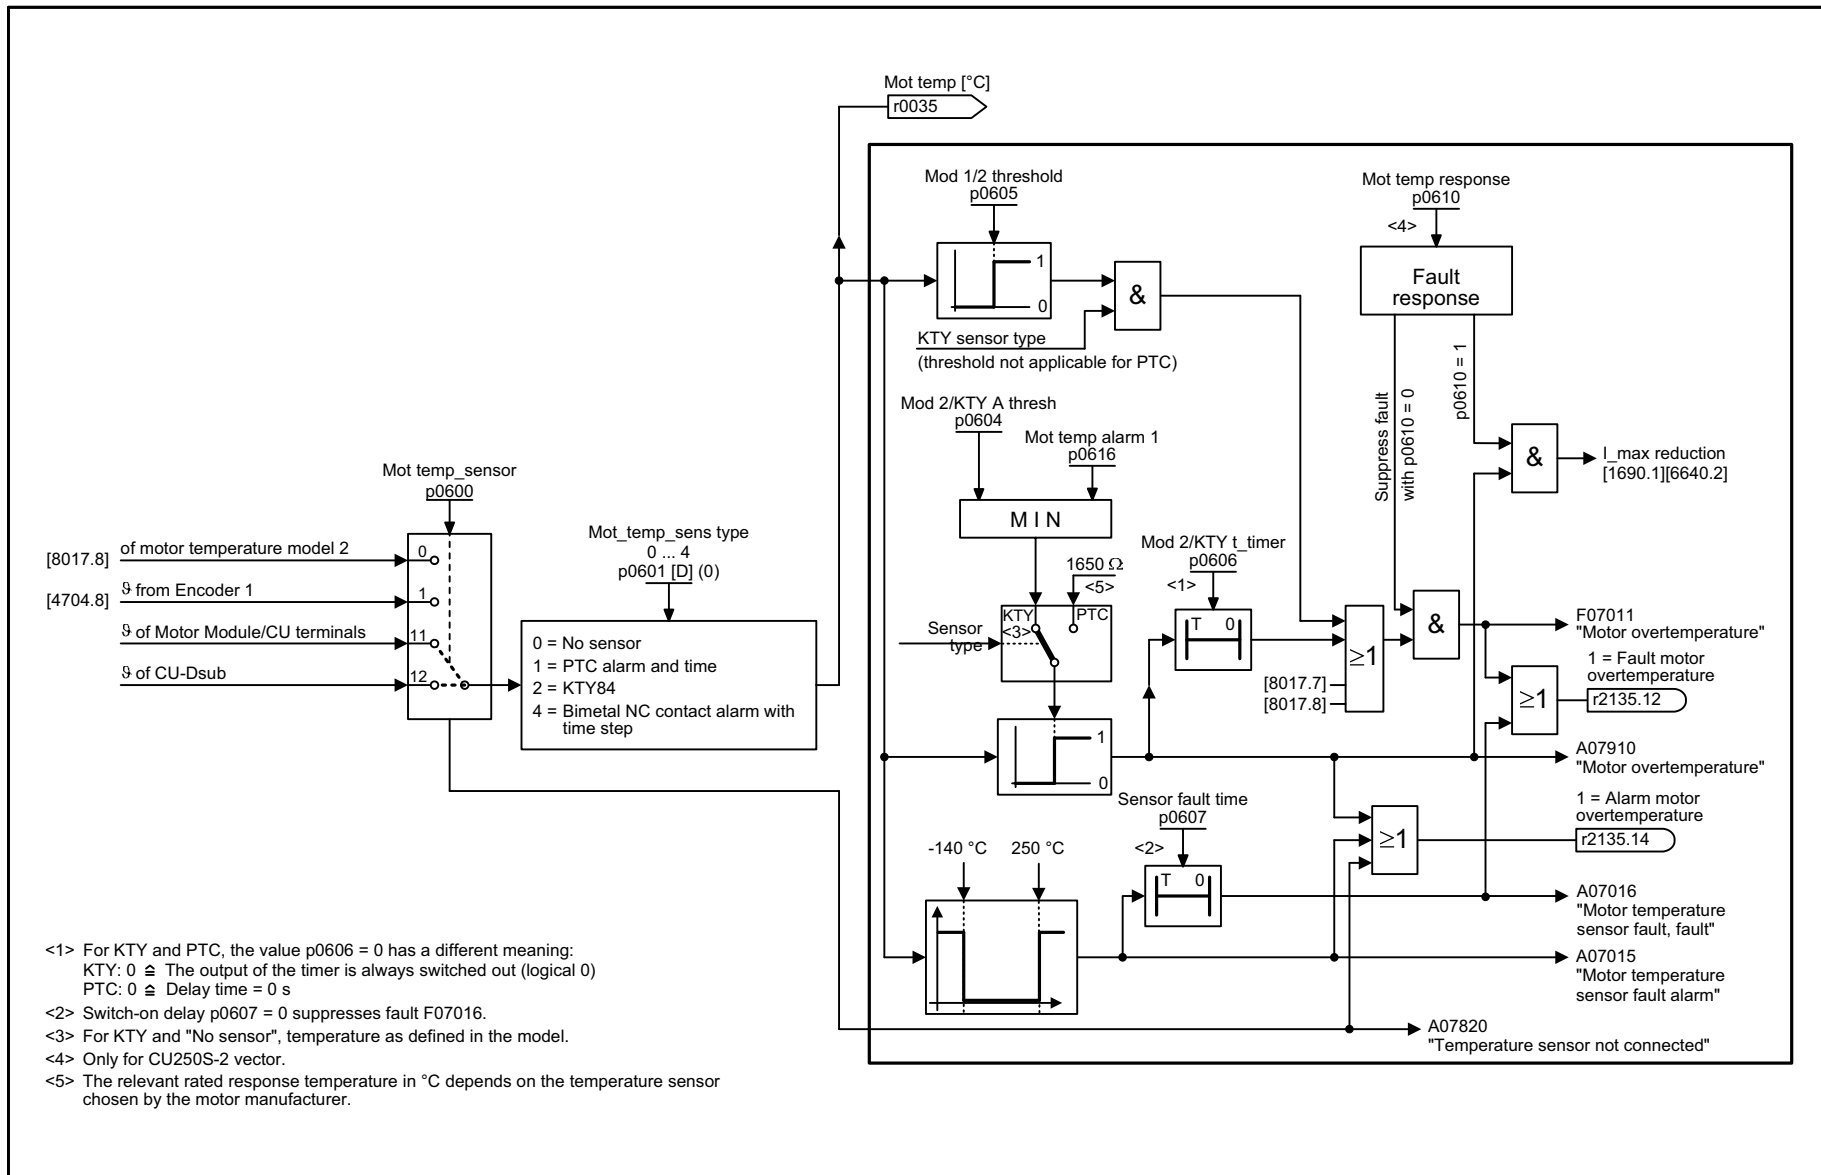 Mot temp [°C]
r0035
Mod 1/2 threshold
p0605
1
0
&
KTY sensor type
(threshold not applicable for PTC)
Mot temp response
p0610
<4>
Fault
response
Suppress fault
with p0610 = 0
p0610 = 1
&
I_max reduction
[1690.1][6640.2]
Mod 2/KTY A thresh
p0604
Mot temp alarm 1
p0616
M I N
1650 Ω
<5>
KTY
<3>
PTC
Sensor
type
Mod 2/KTY t_timer
p0606
<1>
T 0
[8017.7]
[8017.8]
≥1
&
F07011
"Motor overtemperature"
1 = Fault motor
overtemperature
≥1
r2135.12
1
0
A07910
"Motor overtemperature"
Mot temp_sensor
p0600
[8017.8]
of motor temperature model 2
0
[4704.8]
ϑ from Encoder 1
1
ϑ of Motor Module/CU terminals
11
ϑ of CU-Dsub
12
Mot_temp_sens type
0 ... 4
p0601 [D] (0)
0 = No sensor
1 = PTC alarm and time
2 = KTY84
4 = Bimetal NC contact alarm with
time step
Sensor fault time
p0607
<2>
T 0
1 = Alarm motor
overtemperature
≥1
r2135.14
-140 °C
250 °C
A07016
"Motor temperature
sensor fault, fault"
A07015
"Motor temperature
sensor fault alarm"
A07820
"Temperature sensor not connected"
<1> For KTY and PTC, the value p0606 = 0 has a different meaning:
KTY: 0 ≙ The output of the timer is always switched out (logical 0)
PTC: 0 ≙ Delay time = 0 s
<2> Switch-on delay p0607 = 0 suppresses fault F07016.
<3> For KTY and "No sensor", temperature as defined in the model.
<4> Only for CU250S-2 vector.
<5> The relevant rated response temperature in °C depends on the temperature sensor
chosen by the motor manufacturer.